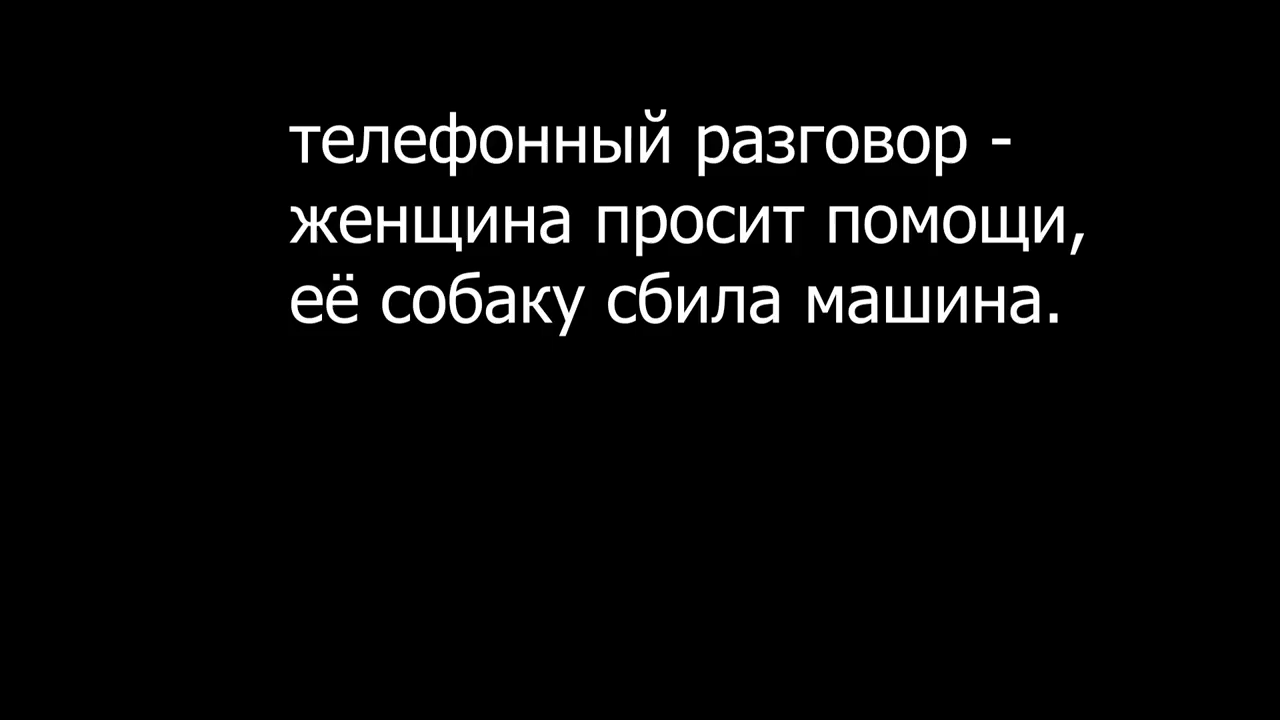 телефонный разговор -
женщина просит помощи,
её собаку сбила машина.